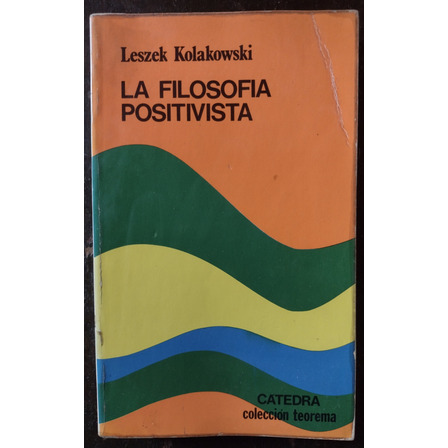 Leszek Kolakowski
LA FILOSOFIA
POSITIVISTA
CATEDRA
colección teorema